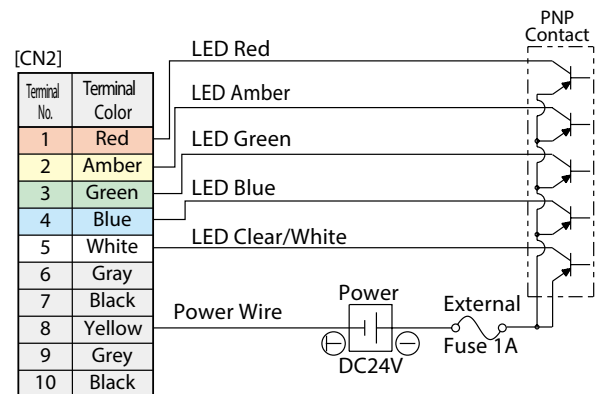 PNP
Contact
[CN2]
LED Red
Terminal No. Terminal Color
LED Amber
1 Red
LED Green
2 Amber
3 Green
LED Blue
4 Blue
LED Clear/White
5 White
6 Gray
7 Black
Power Wire
Power
External
8 Yellow
Fuse 1A
DC24V
9 Grey
10 Black